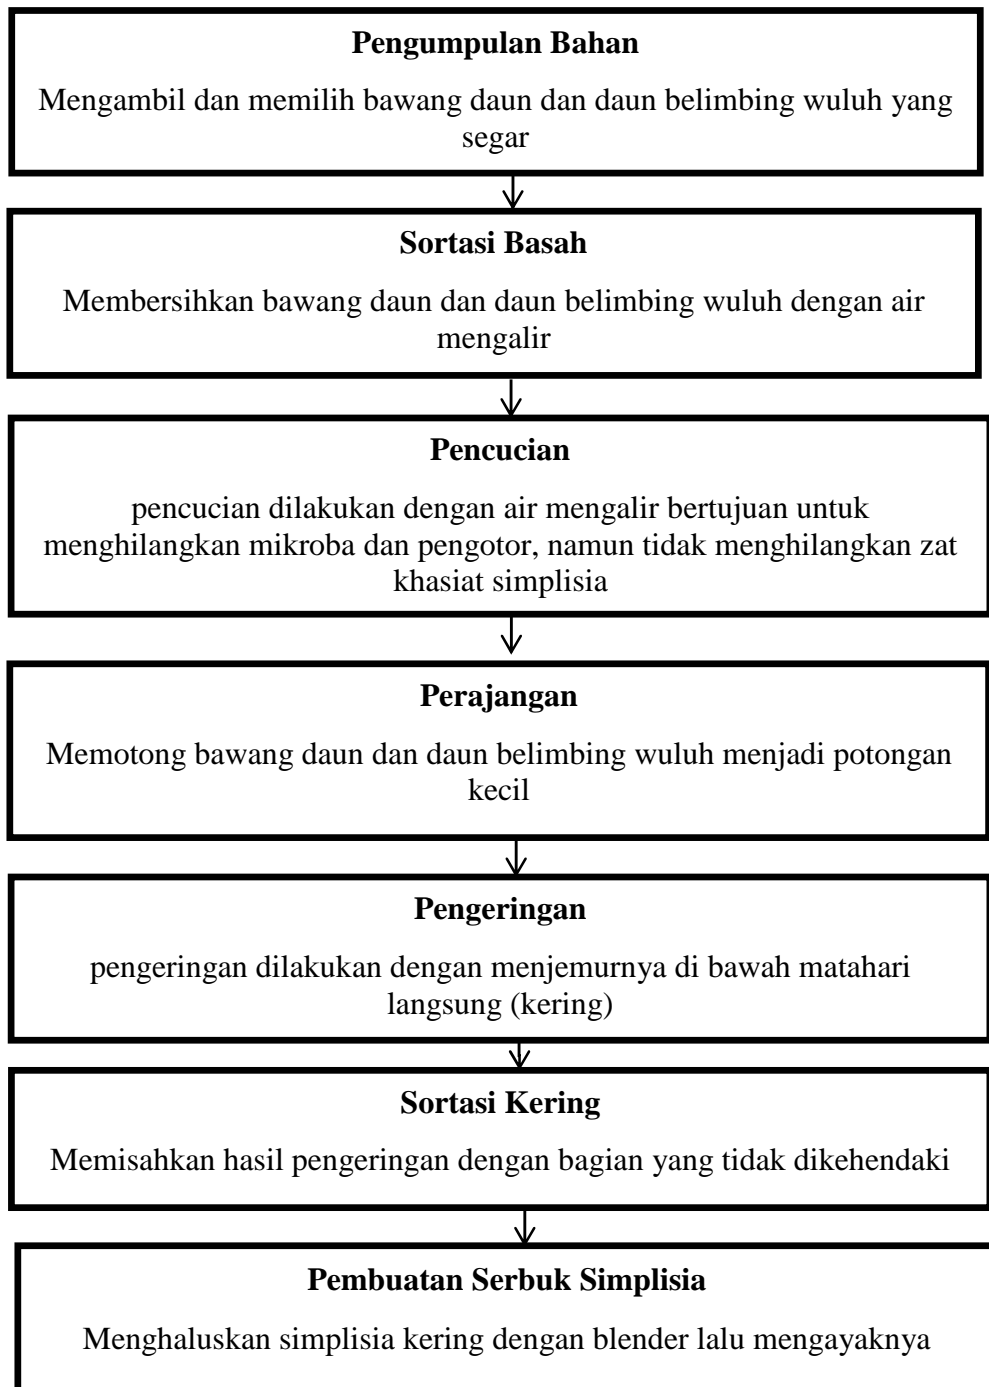 Pengumpulan Bahan
Mengambil dan memilih bawang daun dan daun belimbing wuluh yang
segar
Sortasi Basah
Membersihkan bawang daun dan daun belimbing wuluh dengan air
mengalir
Pencucian
pencucian dilakukan dengan air mengalir bertujuan untuk
menghilangkan mikroba dan pengotor, namun tidak menghilangkan zat
khasiat simplisia
Perajangan
Memotong bawang daun dan daun belimbing wuluh menjadi potongan
kecil
Pengeringan
pengeringan dilakukan dengan menjemurnya di bawah matahari
langsung (kering)
Sortasi Kering
Memisahkan hasil pengeringan dengan bagian yang tidak dikehendaki
Pembuatan Serbuk Simplisia
Menghaluskan simplisia kering dengan blender lalu mengayaknya